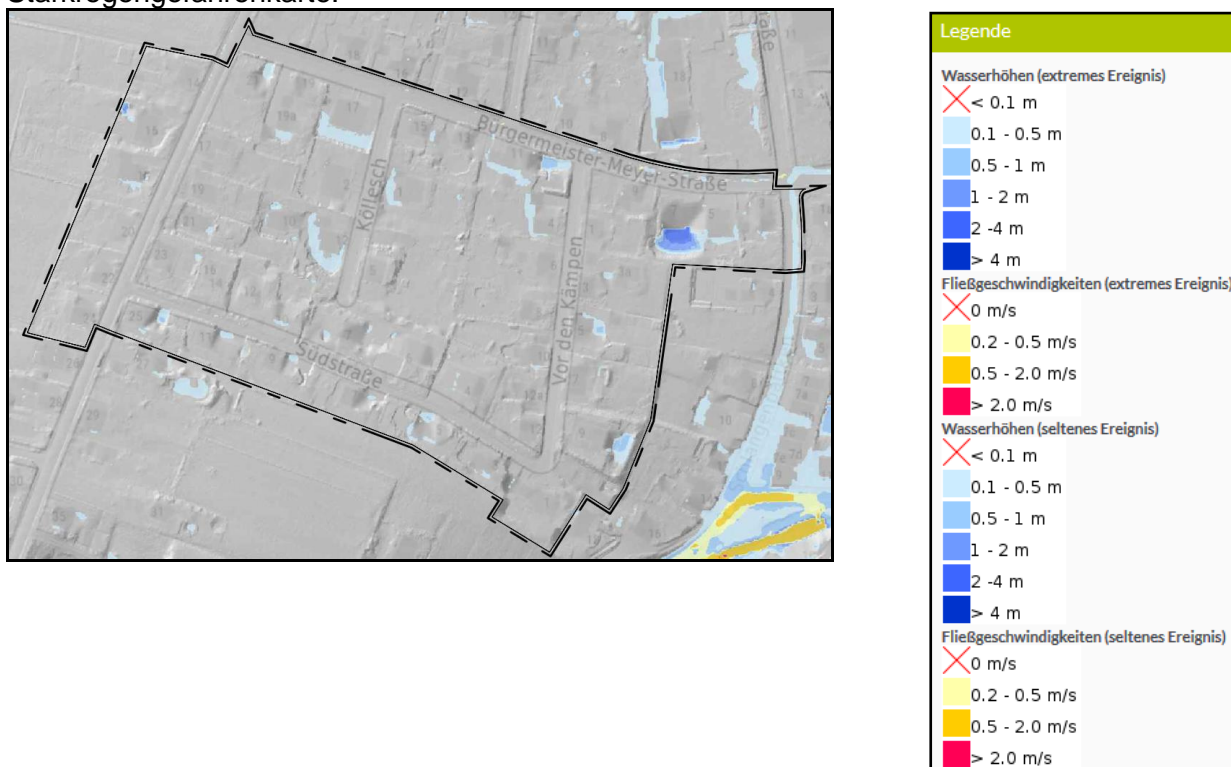 Starkregengefahrenkarte:
Bürgermeister-Meyer-Straße
Köllesch
Vor den Kämpen
Südstraße
Legende
Wasserhöhen (extremes Ereignis)
< 0.1 m
0.1 - 0.5 m
0.5 - 1 m
1 - 2 m
2 -4 m
> 4 m
Fließgeschwindigkeiten (extremes Ereignis)
0 m/s
0.2 - 0.5 m/s
0.5 - 2.0 m/s
> 2.0 m/s
Wasserhöhen (seltenes Ereignis)
< 0.1 m
0.1 - 0.5 m
0.5 - 1 m
1 - 2 m
2 -4 m
> 4 m
Fließgeschwindigkeiten (seltenes Ereignis)
0 m/s
0.2 - 0.5 m/s
0.5 - 2.0 m/s
> 2.0 m/s